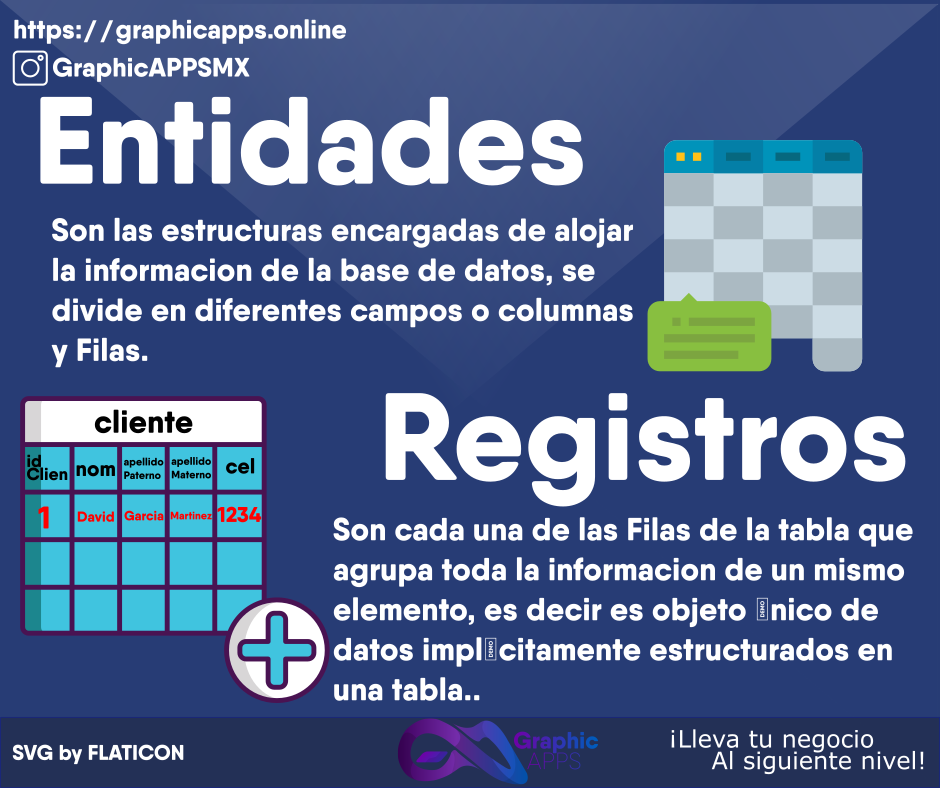 https://graphicapps.online
GraphicAPPSMX
Entidades
Son las estructuras encargadas de alojar
la informacion de la base de datos, se
divide en diferentes campos o columnas
y Filas.
cliente
id
Clien
nom
apellido
Paterno
apellido
Materno
cel
1
David
Garcia
Martinez
1234
Registros
Son cada una de las Filas de la tabla que
agrupa toda la informacion de un mismo
elemento, es decir es objeto nico de
datos impl citamente estructurados en
una tabla..
SVG by FLATICON
Graphic
APPS
¡Lleva tu negocio
Al siguiente nivel!